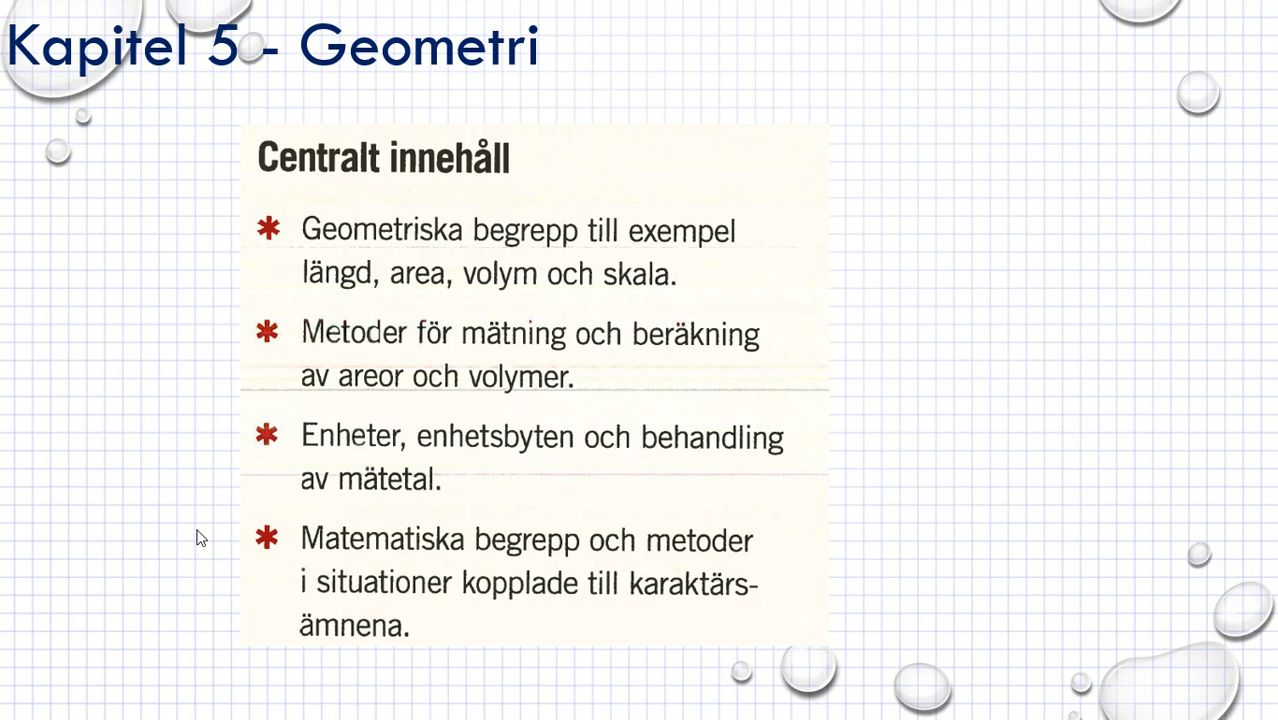 Kapitel 5 - Geometri
Centralt innehåll
* Geometriska begrepp till exempel
längd, area, volym och skala.
* Metoder för mätning och beräkning
av areor och volymer.
* Enheter, enhetsbyten och behandling
av mätetal.
* Matematiska begrepp och metoder
i situationer kopplade till karaktärs-
ämnena.